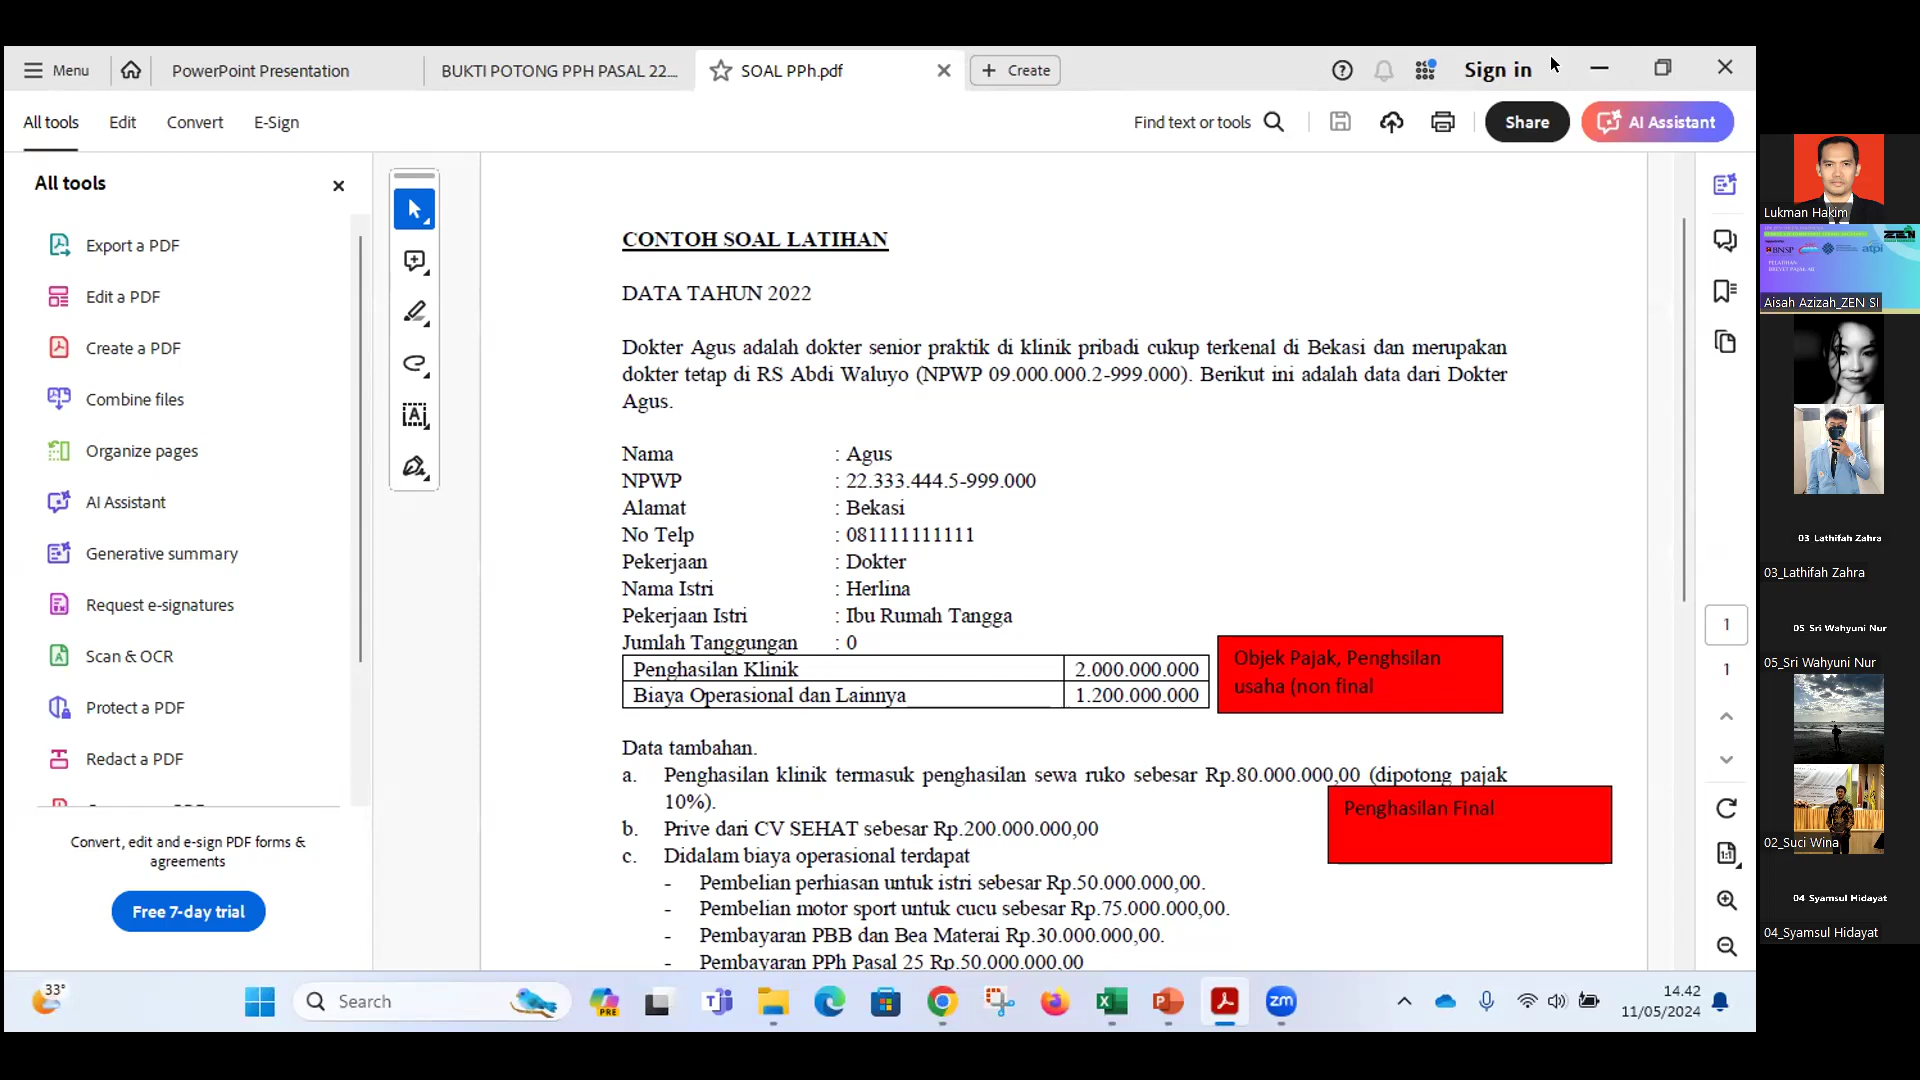 Menu
PowerPoint Presentation
BUKTI POTONG PPH PASAL 22....
SOAL PPh.pdf
Create
Sign in
All tools
Edit
Convert
E-Sign
Find text or tools
Share
AI Assistant
All tools
Export a PDF
Edit a PDF
Create a PDF
Combine files
Organize pages
AI Assistant
Generative summary
Request e-signatures
Scan & OCR
Protect a PDF
Redact a PDF
Convert, edit and e-sign PDF forms &
agreements
Free 7-day trial
CONTOH SOAL LATIHAN
DATA TAHUN 2022
Dokter Agus adalah dokter senior praktik di klinik pribadi cukup terkenal di Bekasi dan merupakan
dokter tetap di RS Abdi Waluyo (NPWP 09.000.000.2-999.000). Berikut ini adalah data dari Dokter
Agus.
Nama : Agus
NPWP : 22.333.444.5-999.000
Alamat : Bekasi
No Telp : 081111111111
Pekerjaan : Dokter
Nama Istri : Herlina
Pekerjaan Istri : Ibu Rumah Tangga
Jumlah Tanggungan : 0
Penghasilan Klinik 2.000.000.000
Biaya Operasional dan Lainnya 1.200.000.000
Objek Pajak, Penghsilan
usaha (non final
Data tambahan.
a. Penghasilan klinik termasuk penghasilan sewa ruko sebesar Rp.80.000.000,00 (dipotong pajak
10%).
Penghasilan Final
b. Prive dari CV SEHAT sebesar Rp.200.000.000,00
c. Didalam biaya operasional terdapat
- Pembelian perhiasan untuk istri sebesar Rp.50.000.000,00.
- Pembelian motor sport untuk cucu sebesar Rp.75.000.000,00.
- Pembayaran PBB dan Bea Materai Rp.30.000.000,00.
- Pembayaran PPh Pasal 25 Rp.50.000.000,00
1
1
33°
Search
PRE
zm
14.42
11/05/2024
Lukman Hakim
ZEN
BNSP
atpi
PELATIHAN
BREVET PAJAK AB
Aisah Azizah_ZEN SI
03 Lathifah Zahra
03_Lathifah Zahra
05 Sri Wahyuni Nur
05_Sri Wahyuni Nur
02_Suci Wina
04 Syamsul Hidayat
04_Syamsul Hidayat